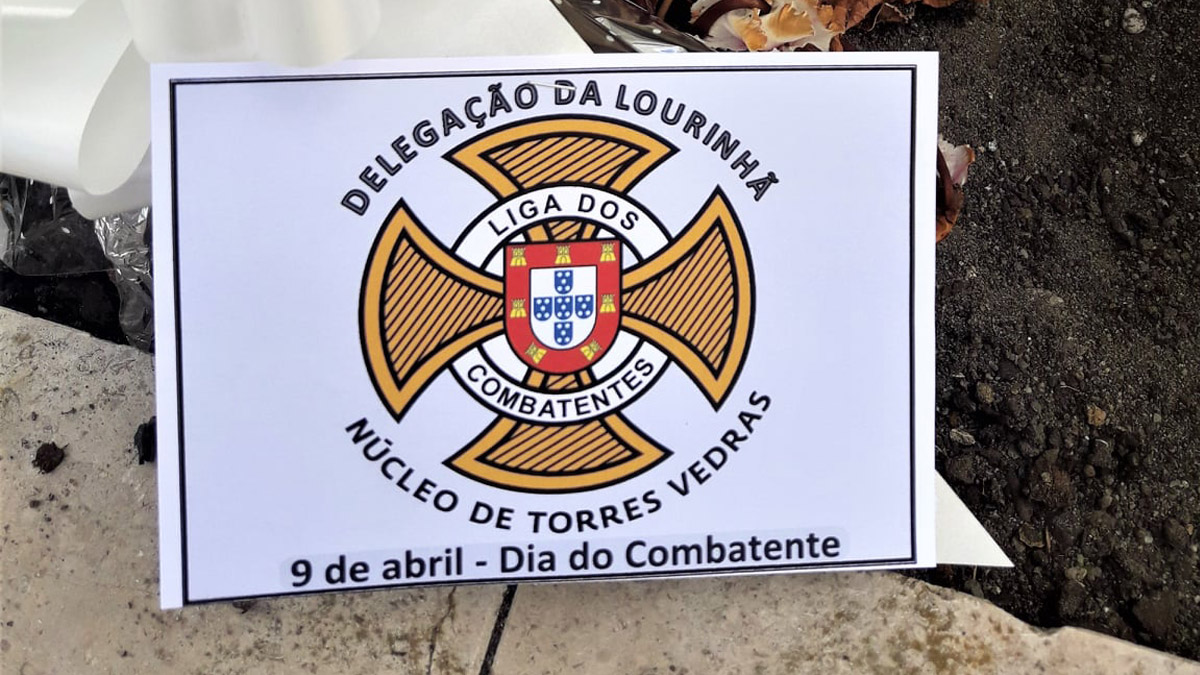 DELEGAÇÃO DA LOURINHÃ
LIGA DOS
COMBATENTES
NÚCLEO DE TORRES VEDRAS
9 de abril - Dia do Combatente